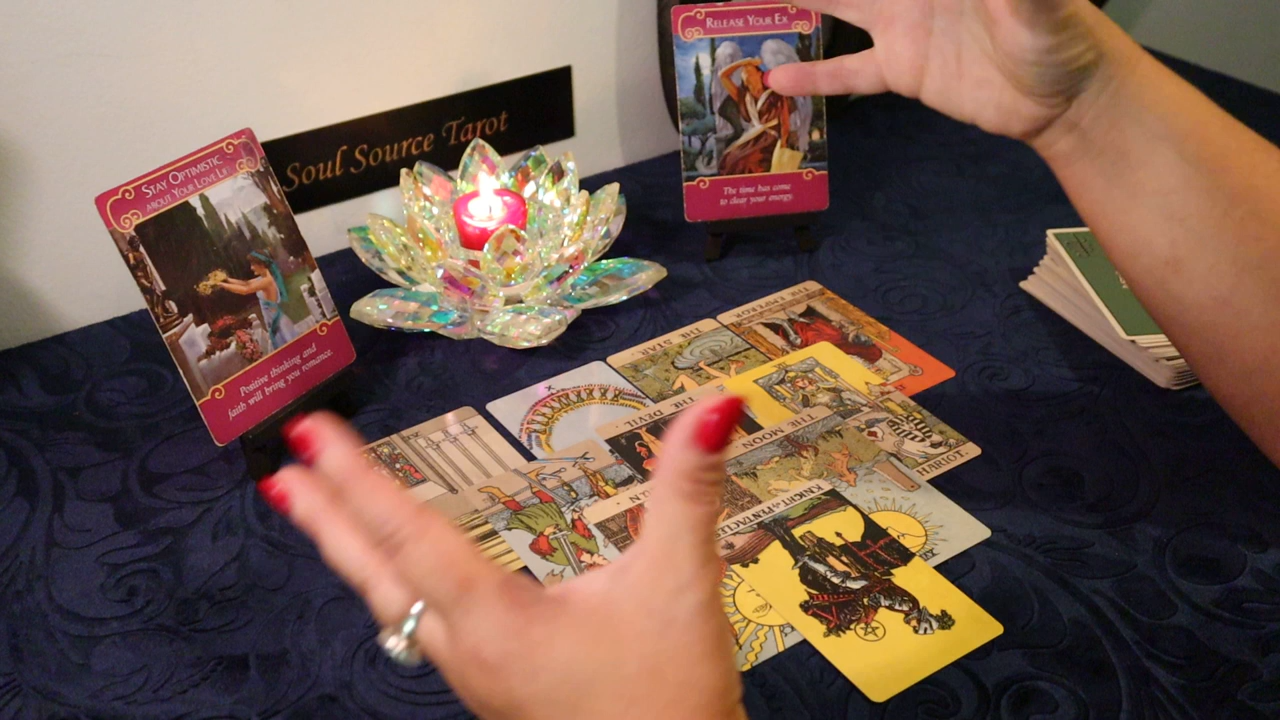 RELEASE YOUR EX
The time has come
to clear your energy.
Soul Source Tarot
STAY OPTIMISTIC
ABOUT YOUR LOVE
Positive thinking and
faith will bring you romance.
THE EMPEROR
THE STAR.
X
THE DEVIL.
THE MOON
HARIOT.
KNIGHT of PENTACLES